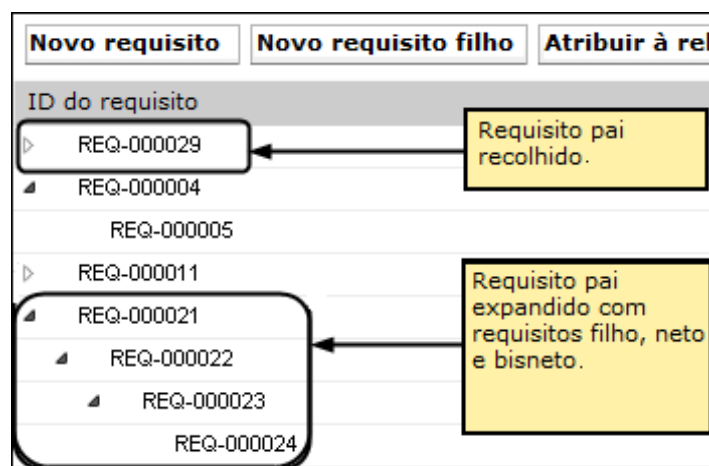 Novo requisito Novo requisito filho Atribuir à rel
ID do requisito
REQ-000029
Requisito pai
recolhido.
REQ-000004
REQ-000005
REQ-000011
REQ-000021
REQ-000022
REQ-000023
REQ-000024
Requisito pai
expandido com
requisitos filho, neto
e bisneto.